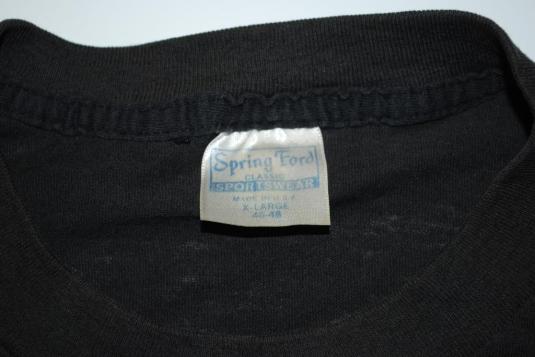 Spring Ford
CLASSIC
SPORTSWEAR
MADE IN U.S.A.
X-LARGE
46-48